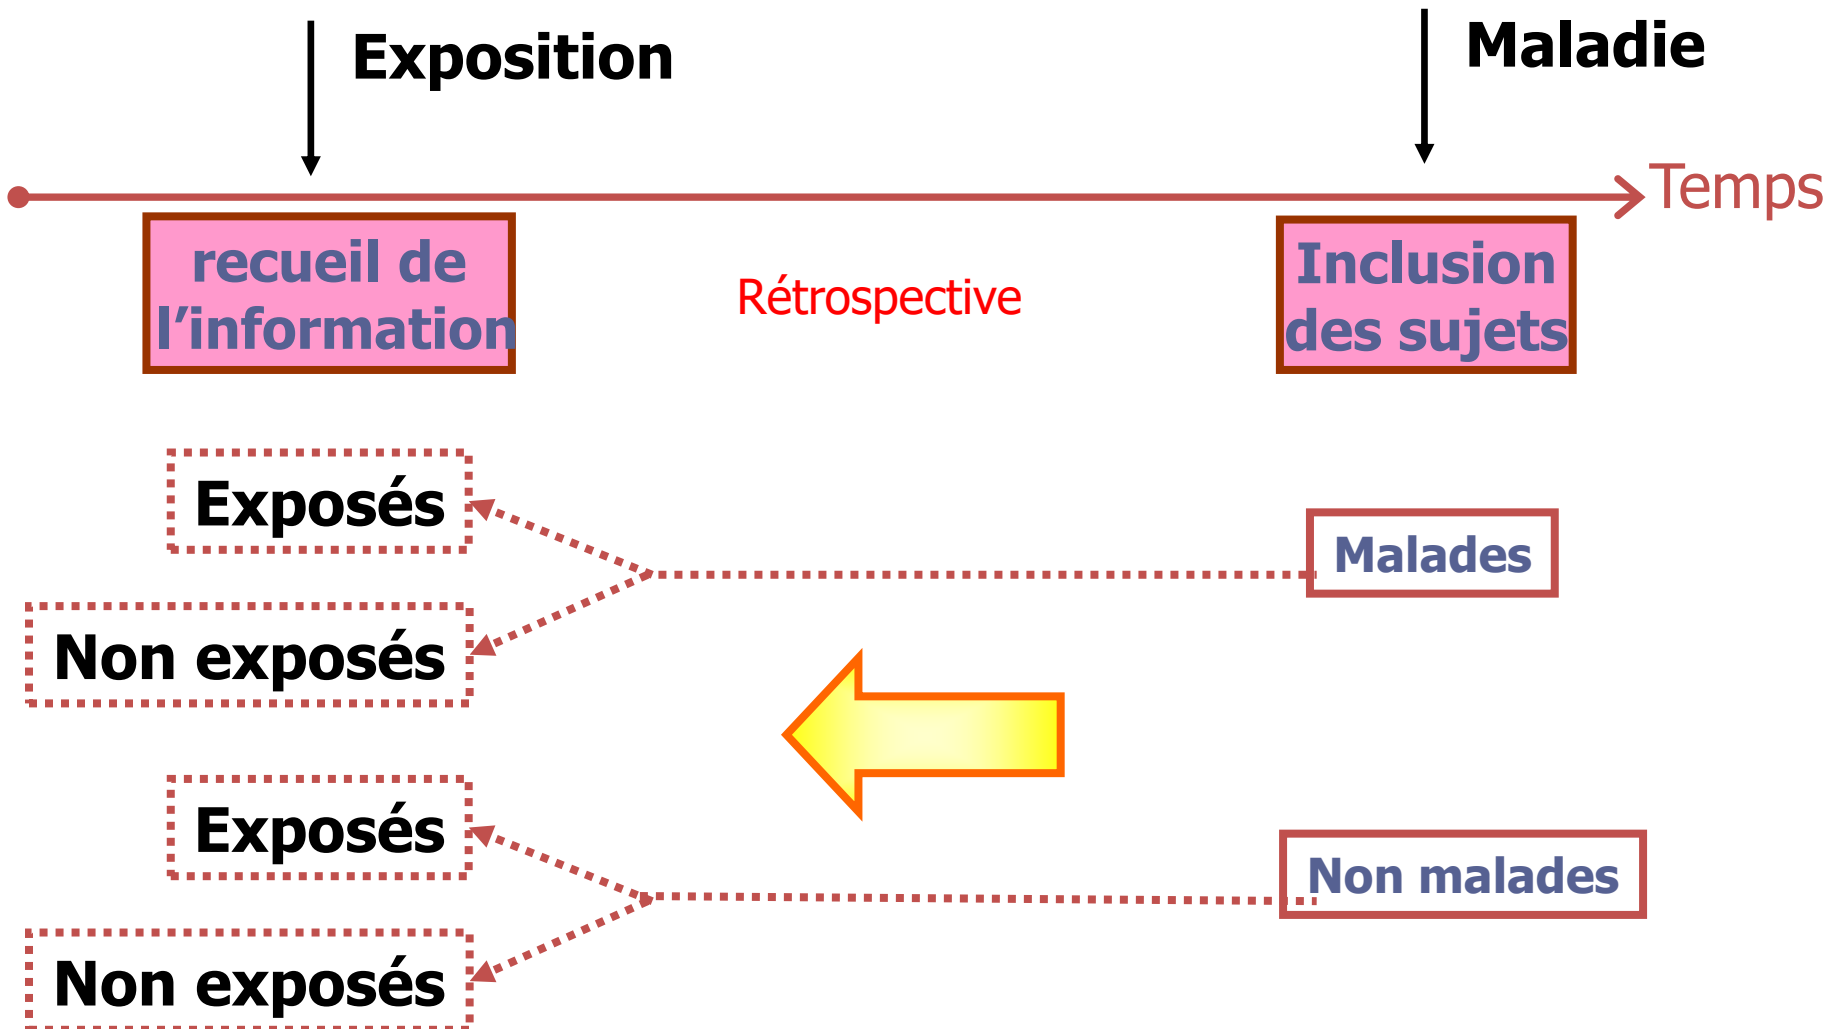 Exposition
Maladie
Temps
recueil de
l’information
Rétrospective
Inclusion
des sujets
Exposés
Malades
Non exposés
Exposés
Non malades
Non exposés